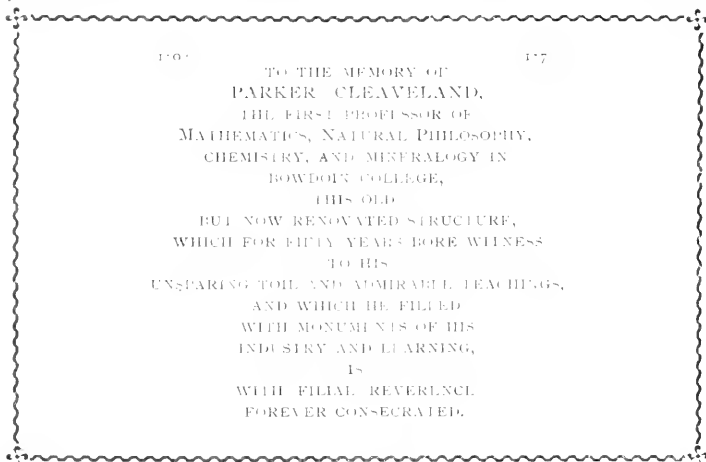 TO THE MEMORY OF
PARKER CLEAVELAND,
THE FIRST PROFESSOR OF
MATHEMATICS, NATURAL PHILOSOPHY,
CHEMISTRY, AND MINERALOGY IN
BOWDOIN COLLEGE,
THIS OLD
BUT NOW RENOVATED STRUCTURE,
WHICH FOR FIFTY YEARS BORE WITNESS
TO HIS
UNSPARING TOIL AND ADMIRABLE TEACHINGS,
AND WHICH HE FILLED
WITH MONUMENTS OF HIS
INDUSTRY AND LEARNING,
IS
WITH FILIAL REVERENCE
FOREVER CONSECRATED.